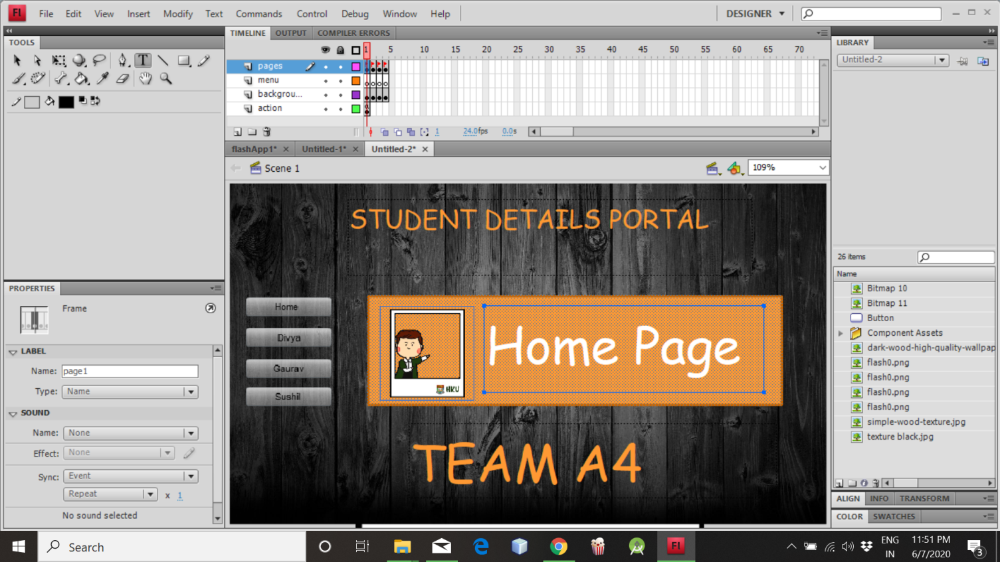 Fl File Edit View Insert Modify Text Commands Control Debug Window Help DESIGNER
TOOLS
TIMELINE OUTPUT COMPILER ERRORS
1 5 10 15 20 25 30 35 40 45 50 55 60 65 70
pages
menu
backgrou...
action
1 24.0fps 0.0s
flashApp1* Untitled-1* Untitled-2*
Scene 1 109%
STUDENT DETAILS PORTAL
Home
Divya
Gaurav
Sushil
HKU
Home Page
TEAM A4
PROPERTIES
Frame
LABEL
Name: page1
Type: Name
SOUND
Name: None
Effect: None
Sync: Event
Repeat x 1
No sound selected
LIBRARY
Untitled-2
26 items
Name
Bitmap 10
Bitmap 11
Button
Component Assets
dark-wood-high-quality-wallpap
flash0.png
flash0.png
flash0.png
flash0.png
simple-wood-texture.jpg
texture black.jpg
ALIGN INFO TRANSFORM
COLOR SWATCHES
Search
Fl
ENG
IN
11:51 PM
6/7/2020
3